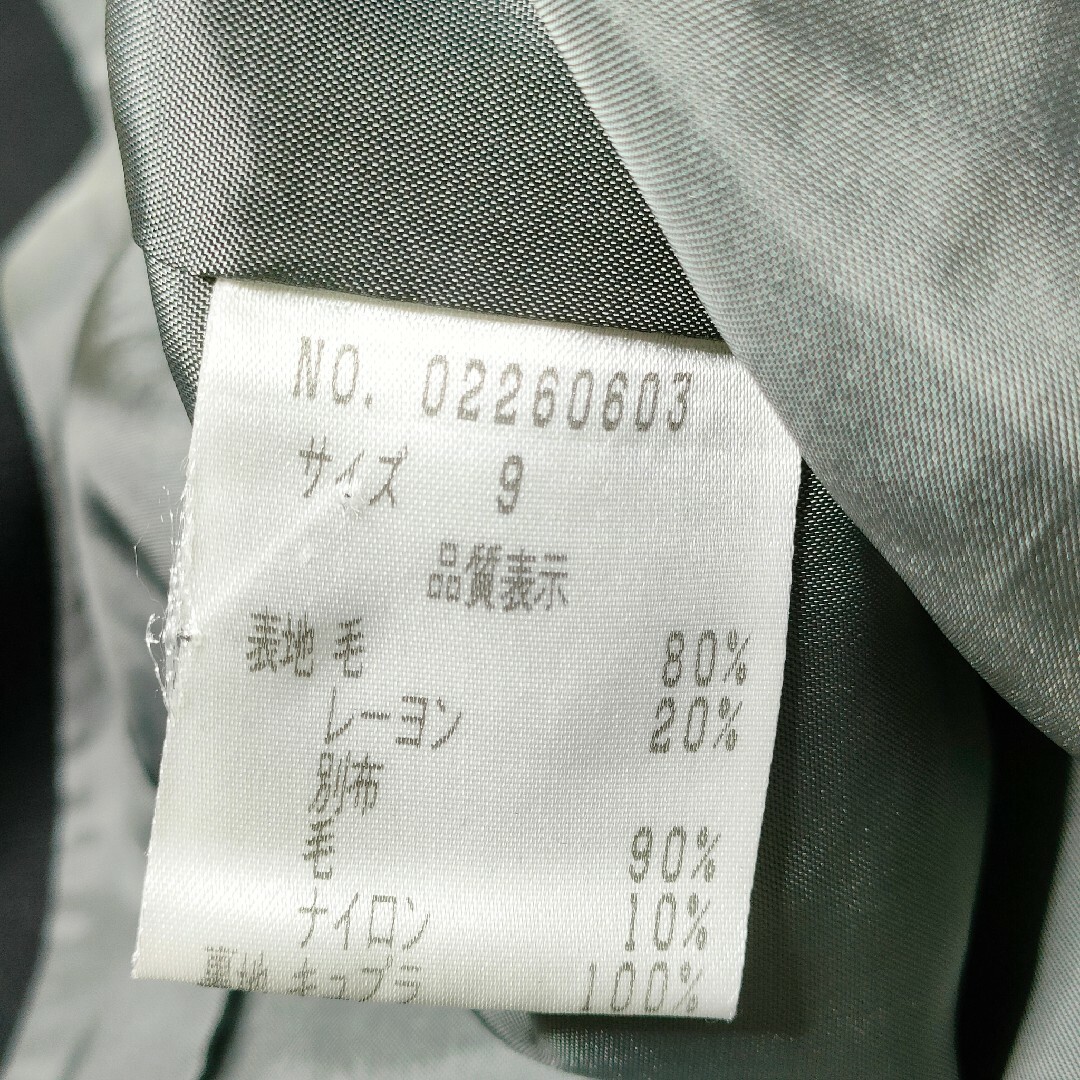 NO. 02260603
サイズ 9
品質表示
表地 毛 80%
レーヨン 20%
別布
毛 90%
ナイロン 10%
裏地 キュプラ 100%